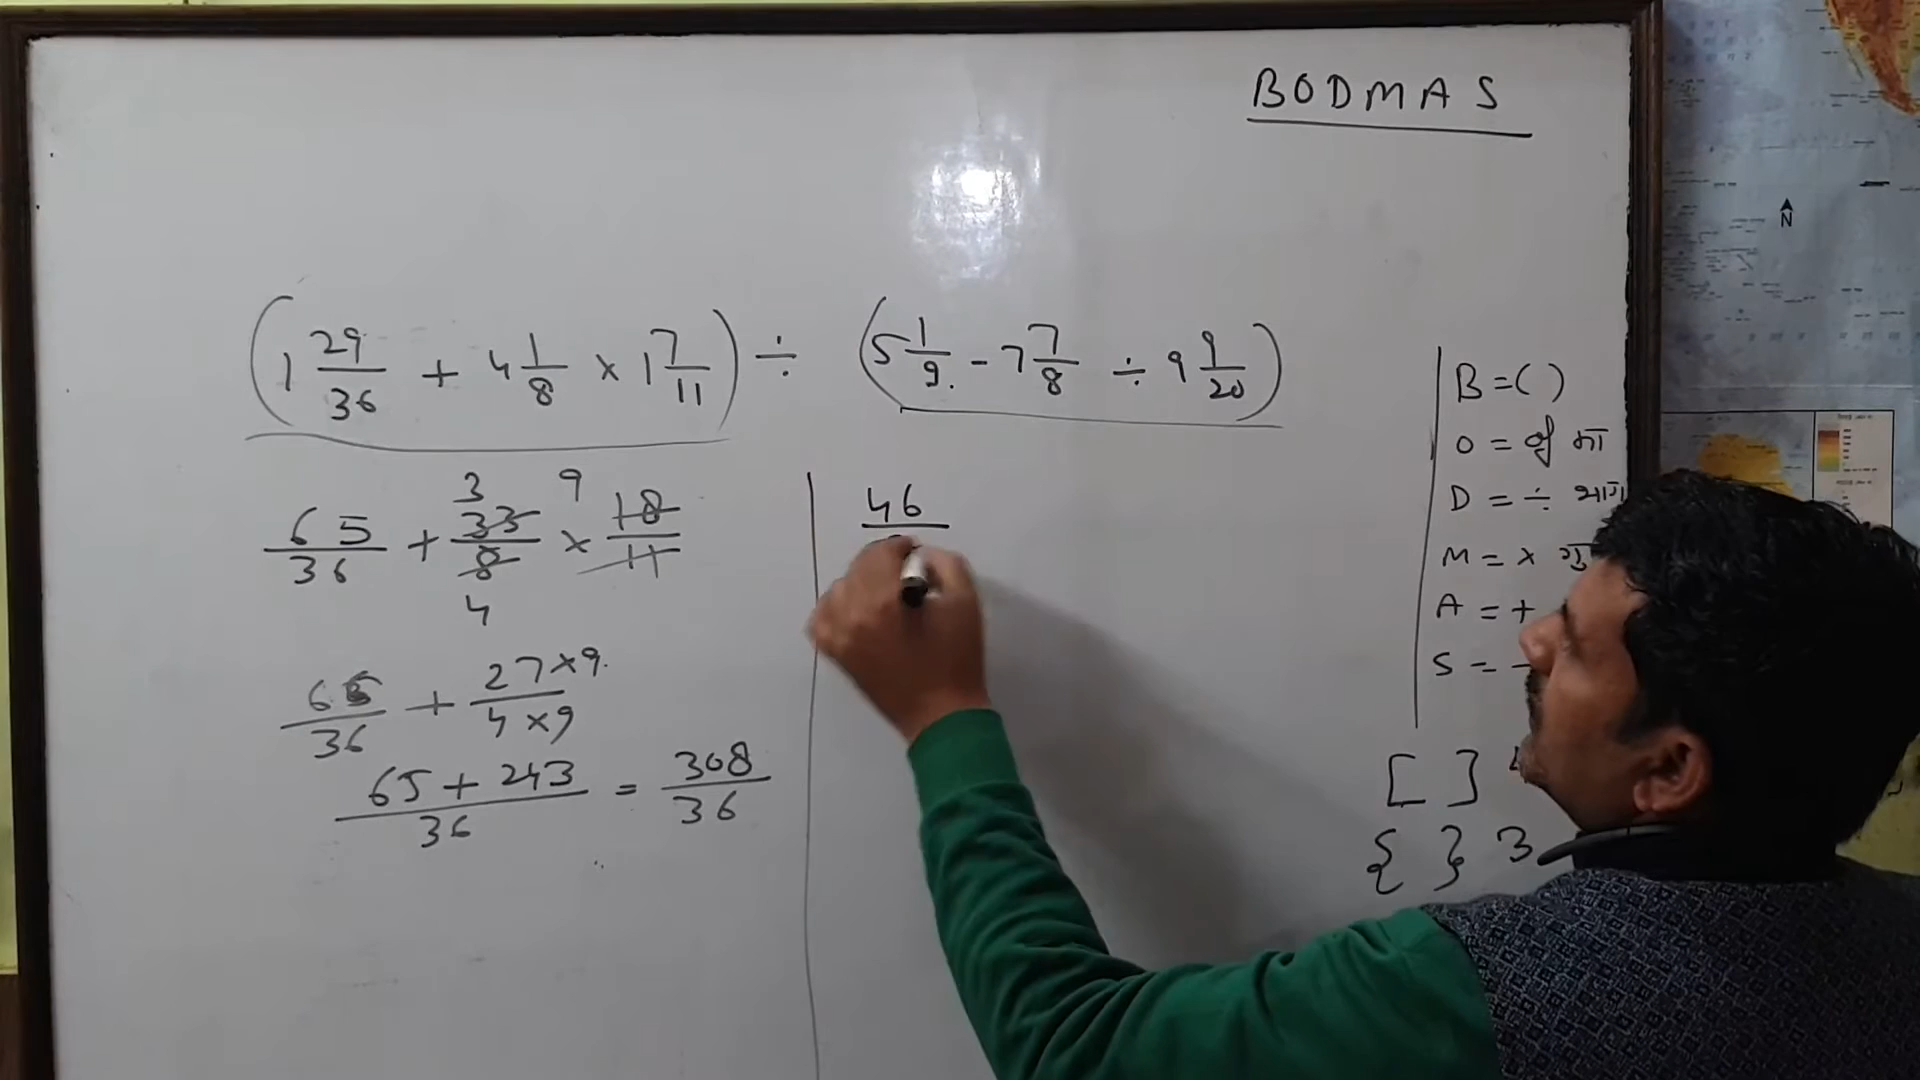 BODMAS
(1 29/36 + 4 1/8 × 1 7/11) ÷ (5 1/9 - 7 7/8 ÷ 9 9/20)
65/36 + 33/8 × 18/11
3 9
4
65/36 + 27×9/4×9
65+243/36 = 308/36
46
B = ( )
O = of का
D = ÷ भाग
M = ×
A = +
S = -
[ ]
{ } 3
N